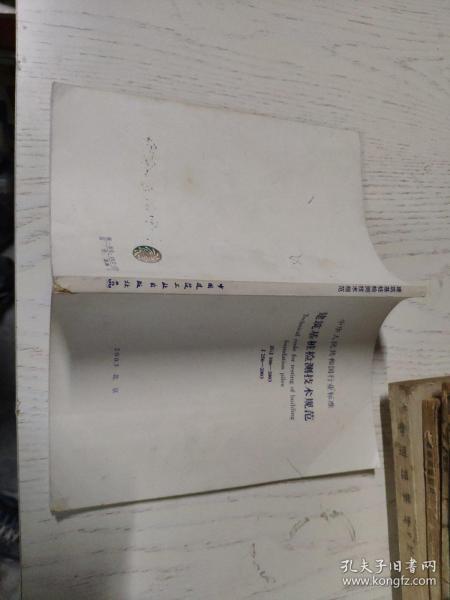 中华人民共和国行业标准
建筑基桩检测技术规范
Technical code for testing of building
foundation piles
JGJ 106—2003
J 256—2003
2003 北京
建筑基桩检测技术规范
中国建筑工业出版社
孔夫子旧书网
www.kongfz.com